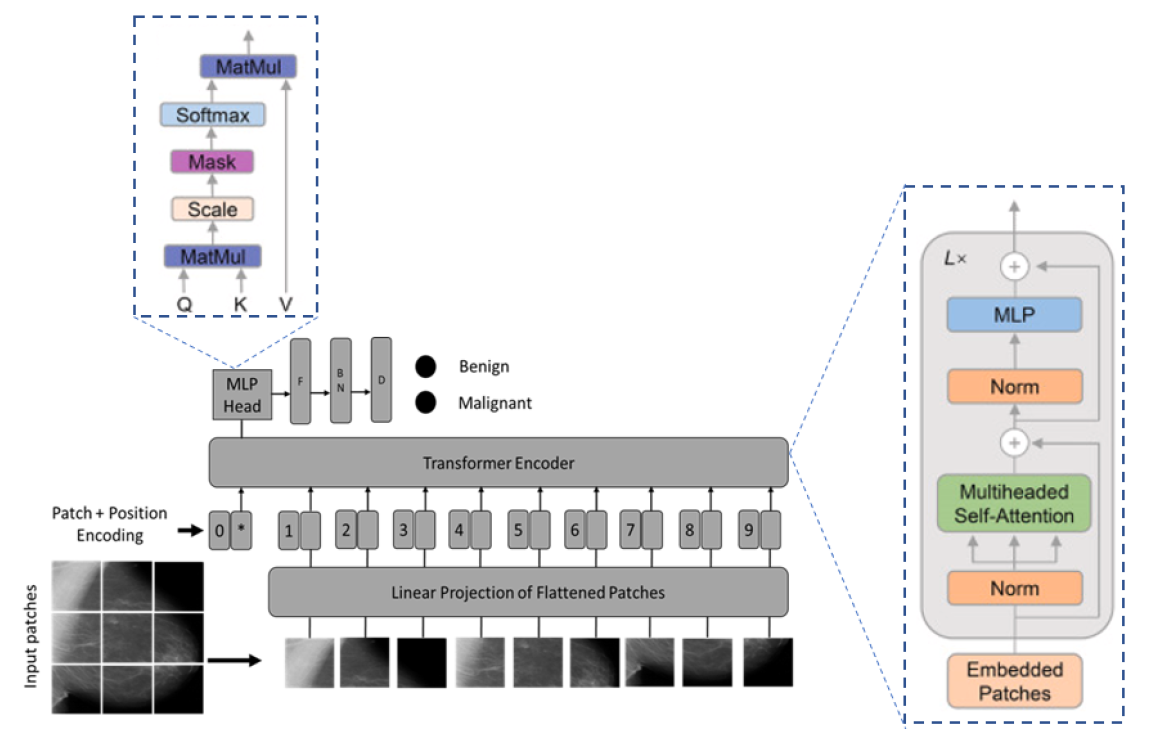 MatMul
Softmax
Mask
Scale
MatMul
Q K V
MLP
Head
F
B
N
D
Benign
Malignant
Transformer Encoder
Patch + Position
Encoding
0 * 1 2 3 4 5 6 7 8 9
Linear Projection of Flattened Patches
Input patches
L×
+
MLP
Norm
+
Multiheaded
Self-Attention
Norm
Embedded
Patches